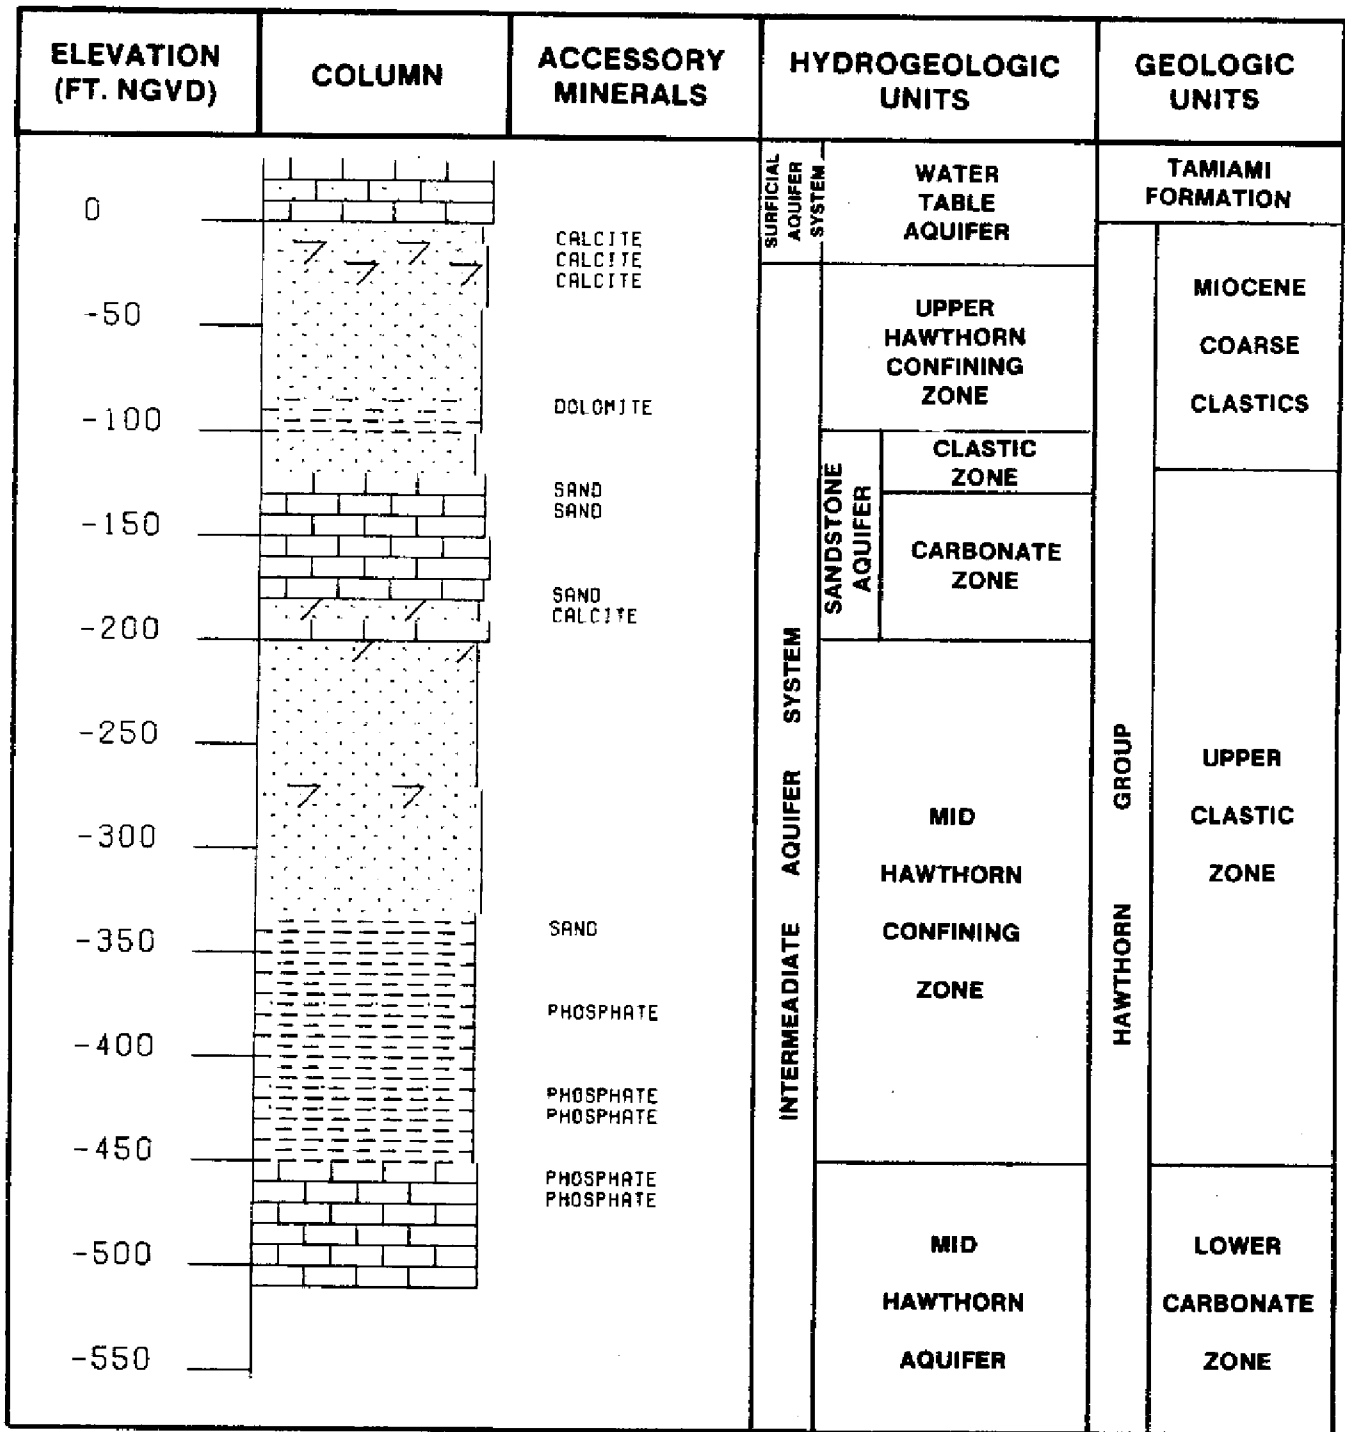 ELEVATION
(FT. NGVD)
COLUMN
ACCESSORY
MINERALS
HYDROGEOLOGIC
UNITS
GEOLOGIC
UNITS
0
-50
-100
-150
-200
-250
-300
-350
-400
-450
-500
-550
CALCITE
CALCITE
CALCITE
DOLOMITE
SAND
SAND
SAND
CALCITE
SAND
PHOSPHATE
PHOSPHATE
PHOSPHATE
PHOSPHATE
PHOSPHATE
SURFICIAL
AQUIFER
SYSTEM
WATER
TABLE
AQUIFER
INTERMEADIATE AQUIFER SYSTEM
UPPER
HAWTHORN
CONFINING
ZONE
SANDSTONE
AQUIFER
CLASTIC
ZONE
CARBONATE
ZONE
MID
HAWTHORN
CONFINING
ZONE
MID
HAWTHORN
AQUIFER
TAMIAMI
FORMATION
HAWTHORN GROUP
MIOCENE
COARSE
CLASTICS
UPPER
CLASTIC
ZONE
LOWER
CARBONATE
ZONE